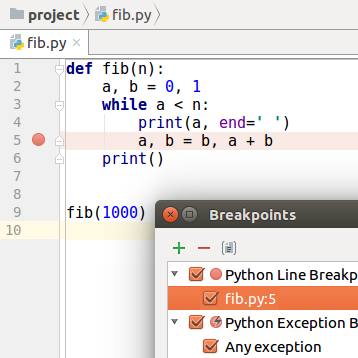 project fib.py
fib.py
1 def fib(n):
2 a, b = 0, 1
3 while a < n:
4 print(a, end=' ')
5 a, b = b, a + b
6 print()
7
8
9 fib(1000)
10
Breakpoints
Python Line Breakp
fib.py:5
Python Exception B
Any exception